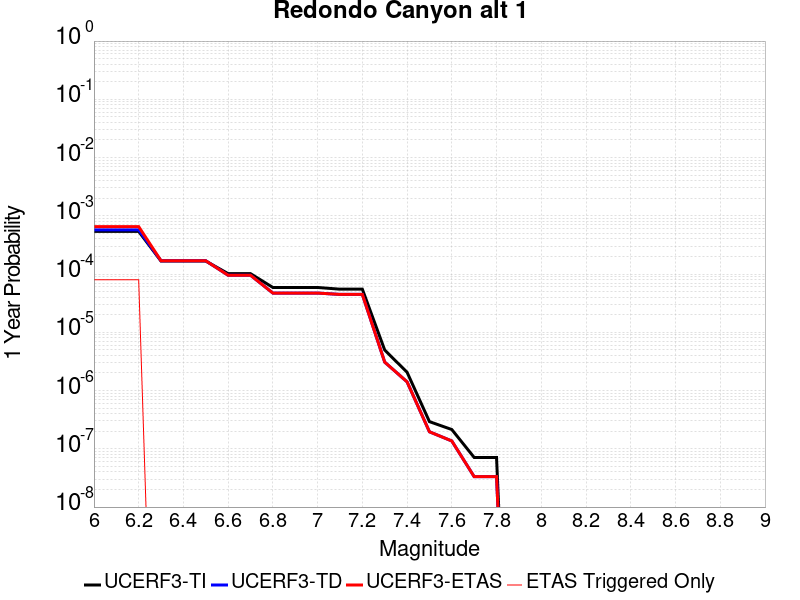 Redondo Canyon alt 1
10^0
10^-1
10^-2
10^-3
10^-4
10^-5
10^-6
10^-7
10^-8
1 Year Probability
6 6.2 6.4 6.6 6.8 7 7.2 7.4 7.6 7.8 8 8.2 8.4 8.6 8.8 9
Magnitude
UCERF3-TI UCERF3-TD UCERF3-ETAS ETAS Triggered Only